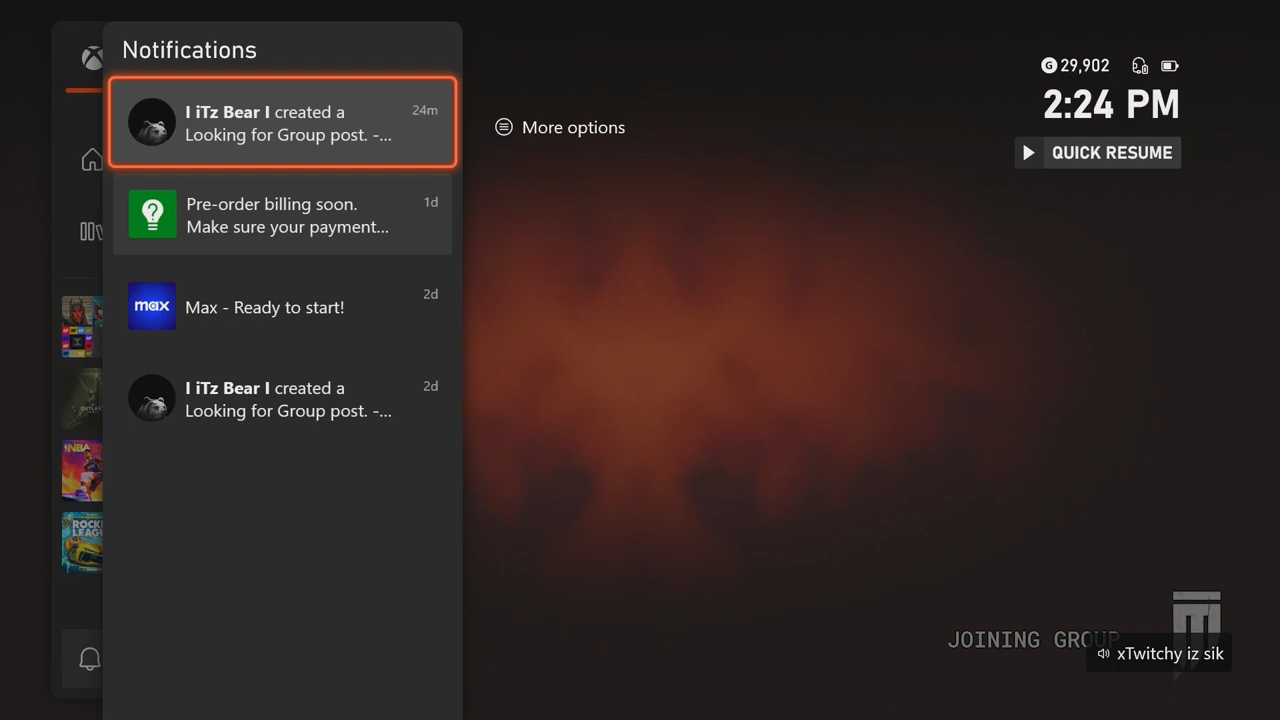 Notifications
I iTz Bear I created a
Looking for Group post. -...
24m
Pre-order billing soon.
Make sure your payment...
1d
max
Max - Ready to start!
2d
I iTz Bear I created a
Looking for Group post. -...
2d
More options
G 29,902
2:24 PM
QUICK RESUME
NBA
JOINING GROUP
xTwitchy iz sik